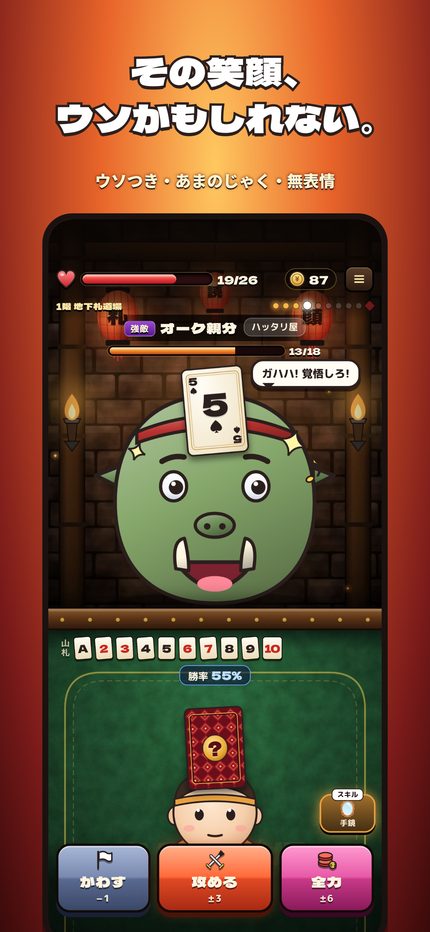 その笑顔、
ウソかもしれない。
ウソつき・あまのじゃく・無表情
19/26
87
1階 地下札道場
強敵 オーク親分 ハッタリ屋
13/18
ガハハ! 覚悟しろ!
5
5
5
山札 A 2 3 4 5 6 7 8 9 10
勝率 55%
?
スキル
手鏡
かわす
-1
攻める
±3
全力
±6